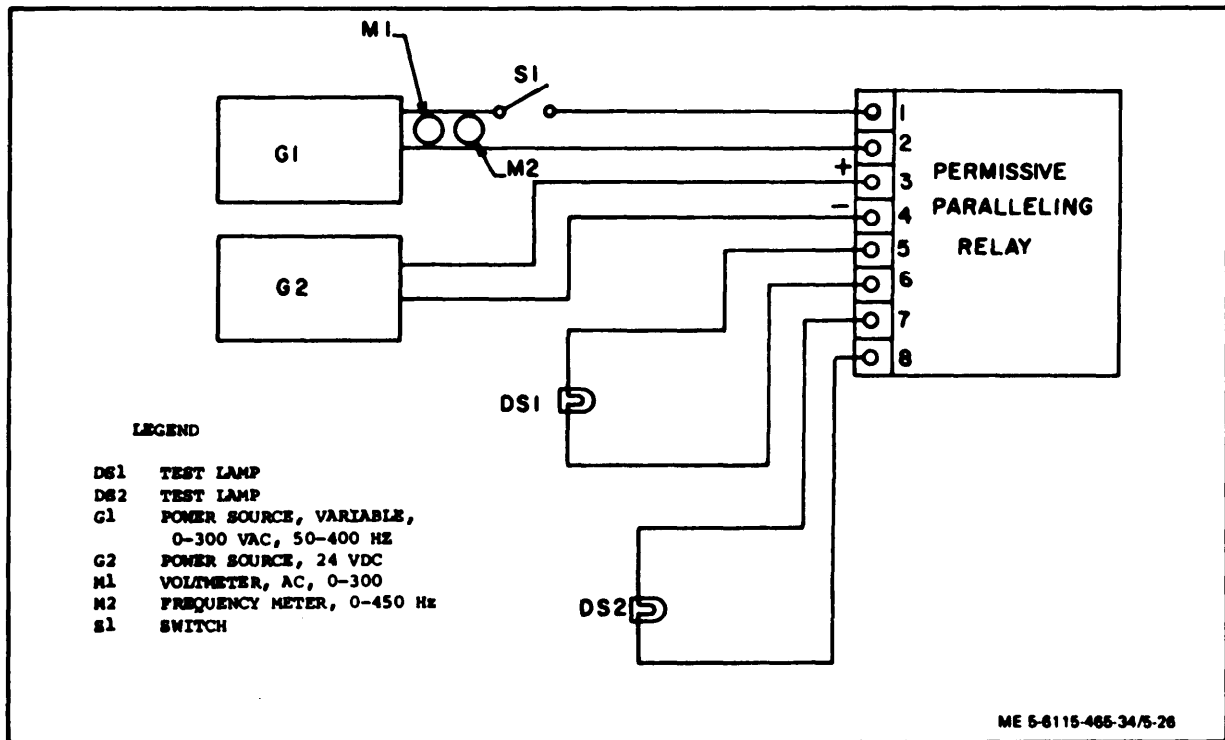 M1
S1
G1
M2
+
-
1
2
3
4
5
6
7
8
PERMISSIVE
PARALLELING
RELAY
G2
DS1
DS2
LEGEND
DS1 TEST LAMP
DS2 TEST LAMP
G1 POWER SOURCE, VARIABLE,
0-300 VAC, 50-400 HZ
G2 POWER SOURCE, 24 VDC
M1 VOLTMETER, AC, 0-300
M2 FREQUENCY METER, 0-450 Hz
S1 SWITCH
ME 5-6115-465-34/5-26